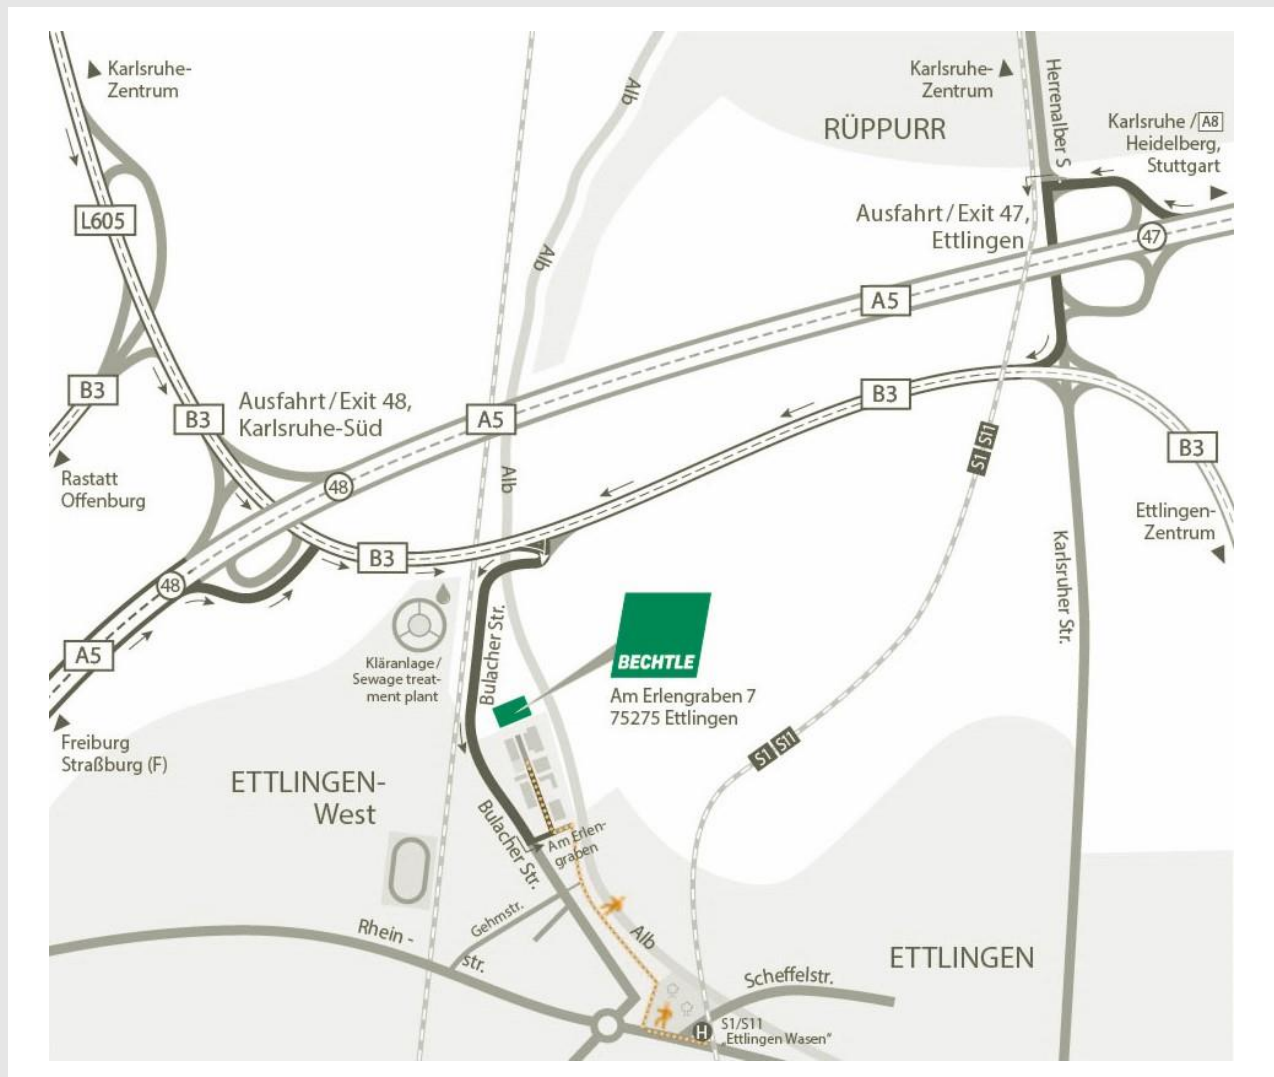 Karlsruhe-
Zentrum
Alb
Karlsruhe-
Zentrum
Herrenalber S
RÜPPURR
Karlsruhe / A8
Heidelberg,
Stuttgart
L605
Ausfahrt/Exit 47,
Ettlingen
47
Alb
A5
B3
Ausfahrt/Exit 48,
Karlsruhe-Süd
B3
A5
B3
B3
Rastatt
Offenburg
48
Alb
S1 S11
Ettlingen-
Zentrum
B3
48
Karlsruher Str.
A5
Kläranlage/
Sewage treat-
ment plant
Bulacher Str.
BECHTLE
Am Erlengraben 7
75275 Ettlingen
Freiburg
Straßburg (F)
S1 S11
ETTLINGEN-
West
Bulacher Str.
Am Erlen-
graben
Gehmstr.
Rhein -
str.
Alb
ETTLINGEN
Scheffelstr.
H
S1/S11
„Ettlingen Wasen“